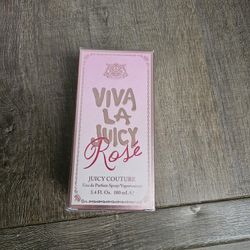 VIVA
LA
JUICY
Rosé
JUICY COUTURE
Eau de Parfum Spray/Vaporisateur
3.4 Fl. Oz. 100 mL ℮